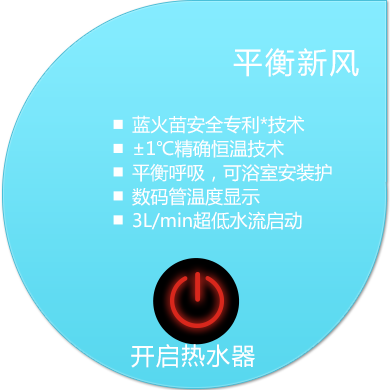 平衡新风
■ 蓝火苗安全专利*技术
■ ±1℃精确恒温技术
■ 平衡呼吸，可浴室安装护
■ 数码管温度显示
■ 3L/min超低水流启动
开启热水器